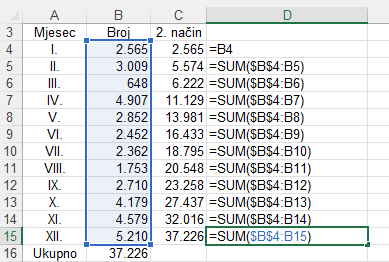 A B C D
3 Mjesec Broj 2. način
4 I. 2.565 2.565 =B4
5 II. 3.009 5.574 =SUM($B$4:B5)
6 III. 648 6.222 =SUM($B$4:B6)
7 IV. 4.907 11.129 =SUM($B$4:B7)
8 V. 2.852 13.981 =SUM($B$4:B8)
9 VI. 2.452 16.433 =SUM($B$4:B9)
10 VII. 2.362 18.795 =SUM($B$4:B10)
11 VIII. 1.753 20.548 =SUM($B$4:B11)
12 IX. 2.710 23.258 =SUM($B$4:B12)
13 X. 4.179 27.437 =SUM($B$4:B13)
14 XI. 4.579 32.016 =SUM($B$4:B14)
15 XII. 5.210 37.226 =SUM($B$4:B15)
16 Ukupno 37.226